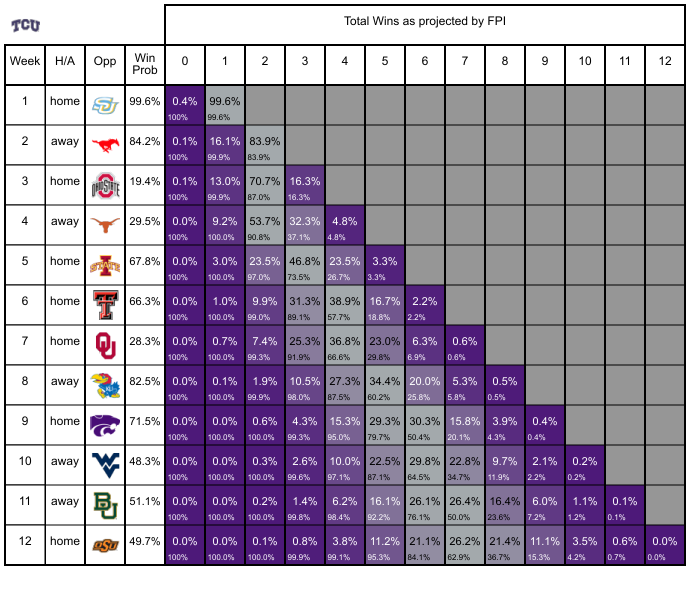 TCU
Total Wins as projected by FPI
Week H/A Opp Win Prob 0 1 2 3 4 5 6 7 8 9 10 11 12
1 home SD 99.6% 0.4% 99.6%
100% 99.6%
2 away 84.2% 0.1% 16.1% 83.9%
100% 99.9% 83.9%
3 home OHIO STATE 19.4% 0.1% 13.0% 70.7% 16.3%
100% 99.9% 87.0% 16.3%
4 away 29.5% 0.0% 9.2% 53.7% 32.3% 4.8%
100% 100.0% 90.8% 37.1% 4.8%
5 home I STATE 67.8% 0.0% 3.0% 23.5% 46.8% 23.5% 3.3%
100% 100.0% 97.0% 73.5% 26.7% 3.3%
6 home T 66.3% 0.0% 1.0% 9.9% 31.3% 38.9% 16.7% 2.2%
100% 100.0% 99.0% 89.1% 57.7% 18.8% 2.2%
7 home OU 28.3% 0.0% 0.7% 7.4% 25.3% 36.8% 23.0% 6.3% 0.6%
100% 100.0% 99.3% 91.9% 66.6% 29.8% 6.9% 0.6%
8 away KU 82.5% 0.0% 0.1% 1.9% 10.5% 27.3% 34.4% 20.0% 5.3% 0.5%
100% 100.0% 99.9% 98.0% 87.5% 60.2% 25.8% 5.8% 0.5%
9 home 71.5% 0.0% 0.0% 0.6% 4.3% 15.3% 29.3% 30.3% 15.8% 3.9% 0.4%
100% 100.0% 100.0% 99.3% 95.0% 79.7% 50.4% 20.1% 4.3% 0.4%
10 away WV 48.3% 0.0% 0.0% 0.3% 2.6% 10.0% 22.5% 29.8% 22.8% 9.7% 2.1% 0.2%
100% 100.0% 100.0% 99.6% 97.1% 87.1% 64.5% 34.7% 11.9% 2.2% 0.2%
11 away BU 51.1% 0.0% 0.0% 0.2% 1.4% 6.2% 16.1% 26.1% 26.4% 16.4% 6.0% 1.1% 0.1%
100% 100.0% 100.0% 99.8% 98.4% 92.2% 76.1% 50.0% 23.6% 7.2% 1.2% 0.1%
12 home OSU 49.7% 0.0% 0.0% 0.1% 0.8% 3.8% 11.2% 21.1% 26.2% 21.4% 11.1% 3.5% 0.6% 0.0%
100% 100.0% 100.0% 99.9% 99.1% 95.3% 84.1% 62.9% 36.7% 15.3% 4.2% 0.7% 0.0%